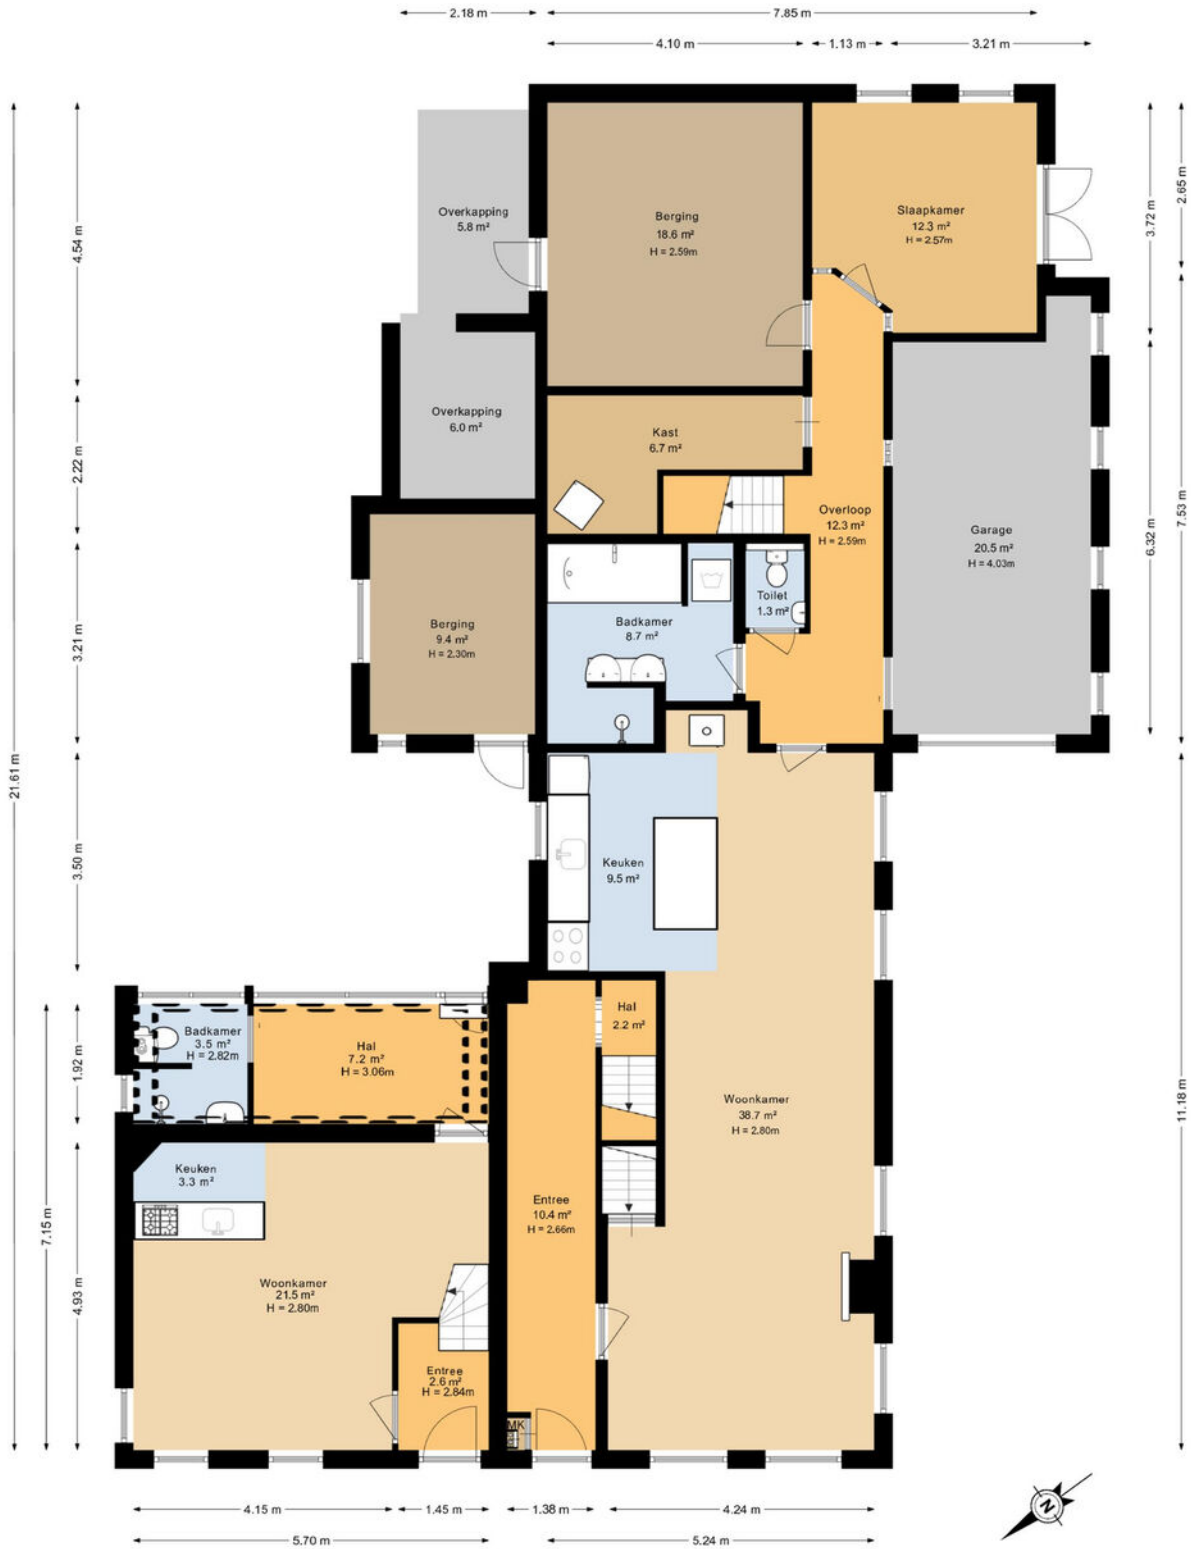 2.18 m
7.85 m
4.10 m
1.13 m
3.21 m
21.61 m
4.54 m
2.22 m
3.21 m
3.50 m
1.92 m
7.15 m
4.93 m
3.72 m
2.65 m
6.32 m
7.53 m
11.18 m
Overkapping
5.8 m²
Berging
18.6 m²
H = 2.59m
Slaapkamer
12.3 m²
H = 2.57m
Overkapping
6.0 m²
Kast
6.7 m²
Overloop
12.3 m²
H = 2.59m
Garage
20.5 m²
H = 4.03m
Berging
9.4 m²
H = 2.30m
Badkamer
8.7 m²
Toilet
1.3 m²
Keuken
9.5 m²
Hal
2.2 m²
Badkamer
3.5 m²
H = 2.82m
Hal
7.2 m²
H = 3.06m
Woonkamer
38.7 m²
H = 2.80m
Keuken
3.3 m²
Entree
10.4 m²
H = 2.66m
Woonkamer
21.5 m²
H = 2.80m
Entree
2.6 m²
H = 2.84m
MK
N
4.15 m
1.45 m
1.38 m
4.24 m
5.70 m
5.24 m